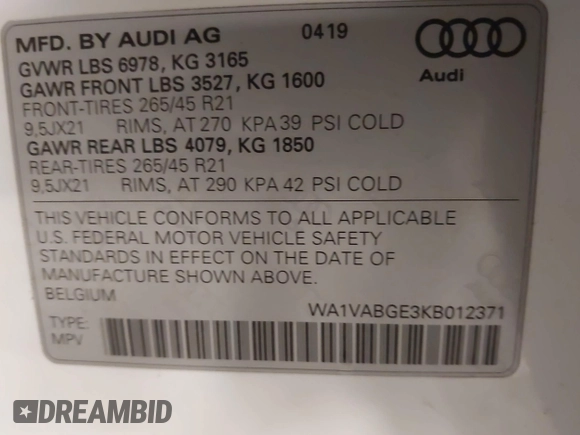 MFD. BY AUDI AG 0419
GVWR LBS 6978, KG 3165
GAWR FRONT LBS 3527, KG 1600
FRONT-TIRES 265/45 R21
9,5JX21 RIMS, AT 270 KPA 39 PSI COLD
GAWR REAR LBS 4079, KG 1850
REAR-TIRES 265/45 R21
9,5JX21 RIMS, AT 290 KPA 42 PSI COLD
Audi
THIS VEHICLE CONFORMS TO ALL APPLICABLE
U.S. FEDERAL MOTOR VEHICLE SAFETY
STANDARDS IN EFFECT ON THE DATE OF
MANUFACTURE SHOWN ABOVE.
BELGIUM
WA1VABGE3KB012371
TYPE:
MPV
DREAMBID